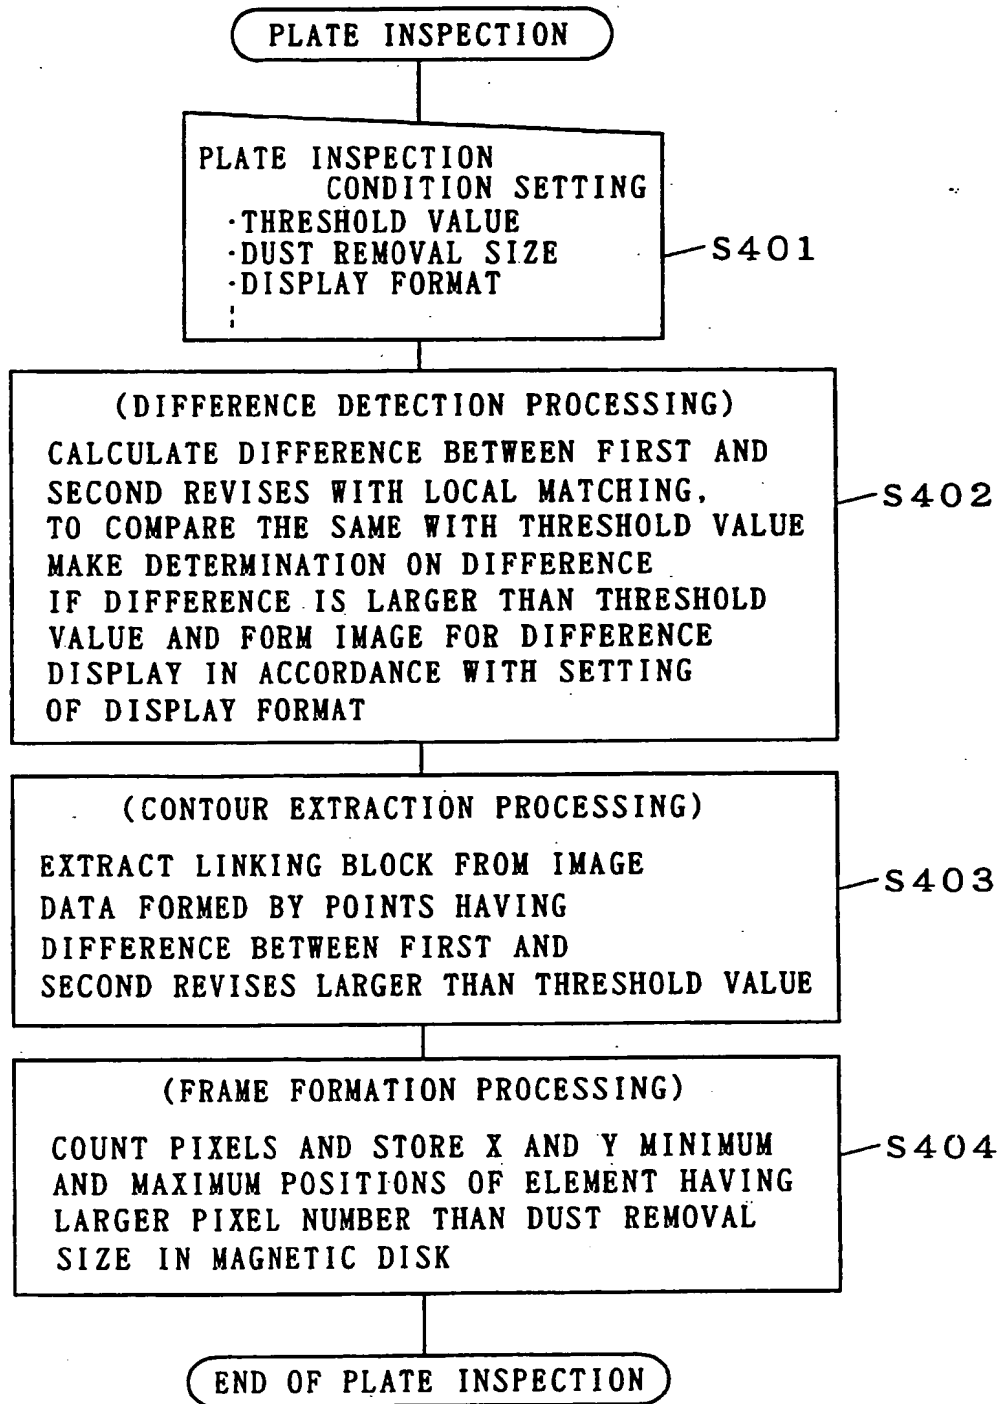 PLATE INSPECTION
PLATE INSPECTION
CONDITION SETTING
·THRESHOLD VALUE
·DUST REMOVAL SIZE
·DISPLAY FORMAT
S401
(DIFFERENCE DETECTION PROCESSING)
CALCULATE DIFFERENCE BETWEEN FIRST AND
SECOND REVISES WITH LOCAL MATCHING,
TO COMPARE THE SAME WITH THRESHOLD VALUE
MAKE DETERMINATION ON DIFFERENCE
IF DIFFERENCE IS LARGER THAN THRESHOLD
VALUE AND FORM IMAGE FOR DIFFERENCE
DISPLAY IN ACCORDANCE WITH SETTING
OF DISPLAY FORMAT
S402
(CONTOUR EXTRACTION PROCESSING)
EXTRACT LINKING BLOCK FROM IMAGE
DATA FORMED BY POINTS HAVING
DIFFERENCE BETWEEN FIRST AND
SECOND REVISES LARGER THAN THRESHOLD VALUE
S403
(FRAME FORMATION PROCESSING)
COUNT PIXELS AND STORE X AND Y MINIMUM
AND MAXIMUM POSITIONS OF ELEMENT HAVING
LARGER PIXEL NUMBER THAN DUST REMOVAL
SIZE IN MAGNETIC DISK
S404
END OF PLATE INSPECTION